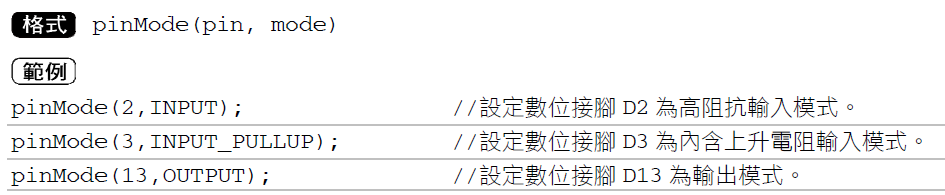 格式 pinMode(pin, mode)
範例
pinMode(2,INPUT); //設定數位接腳 D2 為高阻抗輸入模式。
pinMode(3,INPUT_PULLUP); //設定數位接腳 D3 為內含上升電阻輸入模式。
pinMode(13,OUTPUT); //設定數位接腳 D13 為輸出模式。